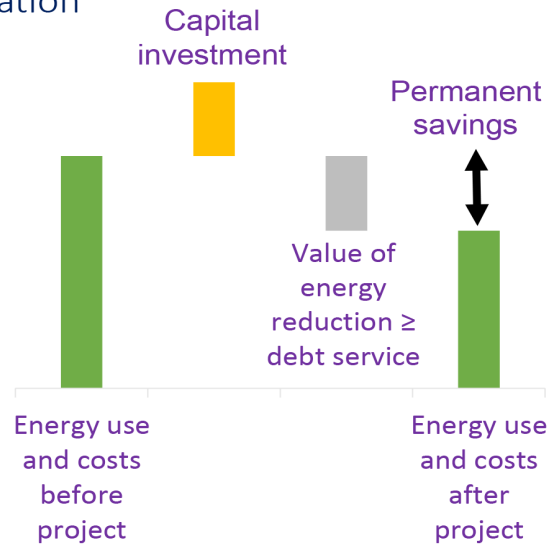 Capital
investment
Permanent
savings
Value of
energy
reduction ≥
debt service
Energy use
and costs
before
project
Energy use
and costs
after
project